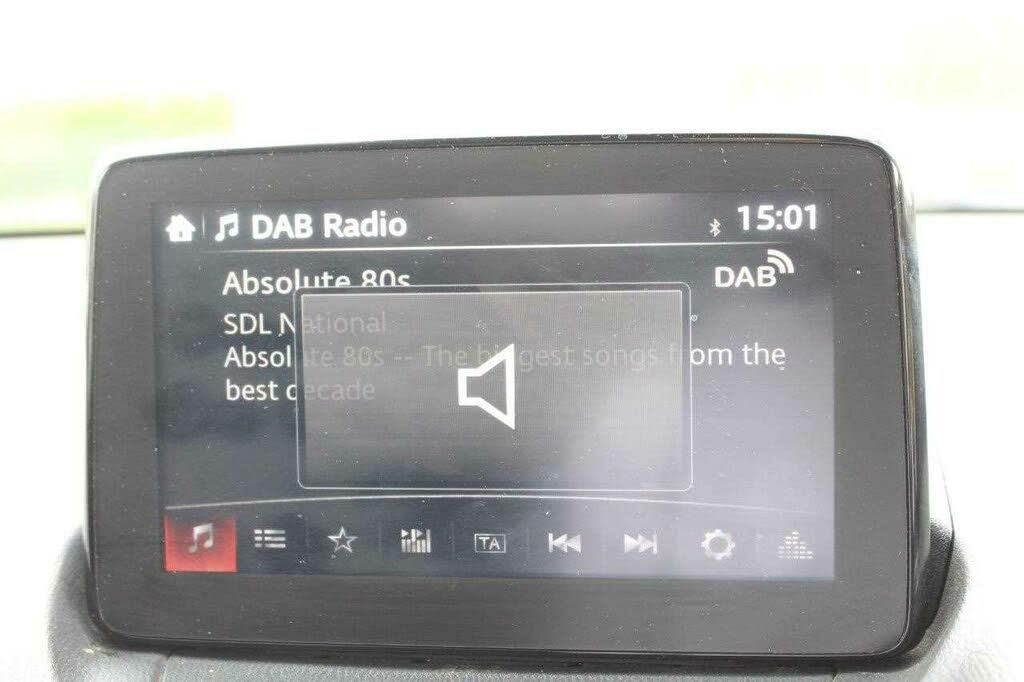 DAB Radio
15:01
Absolute 80s
DAB
SDL National
Absolute 80s -- The biggest songs from the
best decade
TA